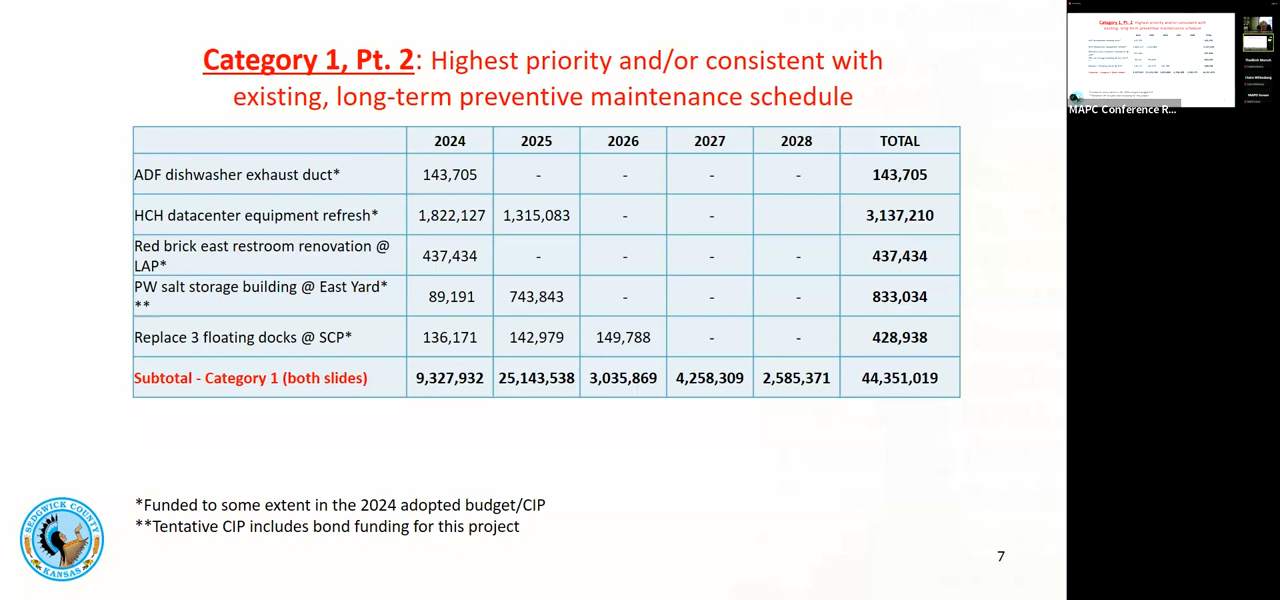 Category 1, Pt. 2: Highest priority and/or consistent with
existing, long-term preventive maintenance schedule
2024 2025 2026 2027 2028 TOTAL
ADF dishwasher exhaust duct* 143,705 - - - - 143,705
HCH datacenter equipment refresh* 1,822,127 1,315,083 - - 3,137,210
Red brick east restroom renovation @
LAP* 437,434 - - - - 437,434
PW salt storage building @ East Yard*
** 89,191 743,843 - - - 833,034
Replace 3 floating docks @ SCP* 136,171 142,979 149,788 - - 428,938
Subtotal - Category 1 (both slides) 9,327,932 25,143,538 3,035,869 4,258,309 2,585,371 44,351,019
*Funded to some extent in the 2024 adopted budget/CIP
**Tentative CIP includes bond funding for this project
SEDGWICK COUNTY
KANSAS
7
MAPC Conference R...